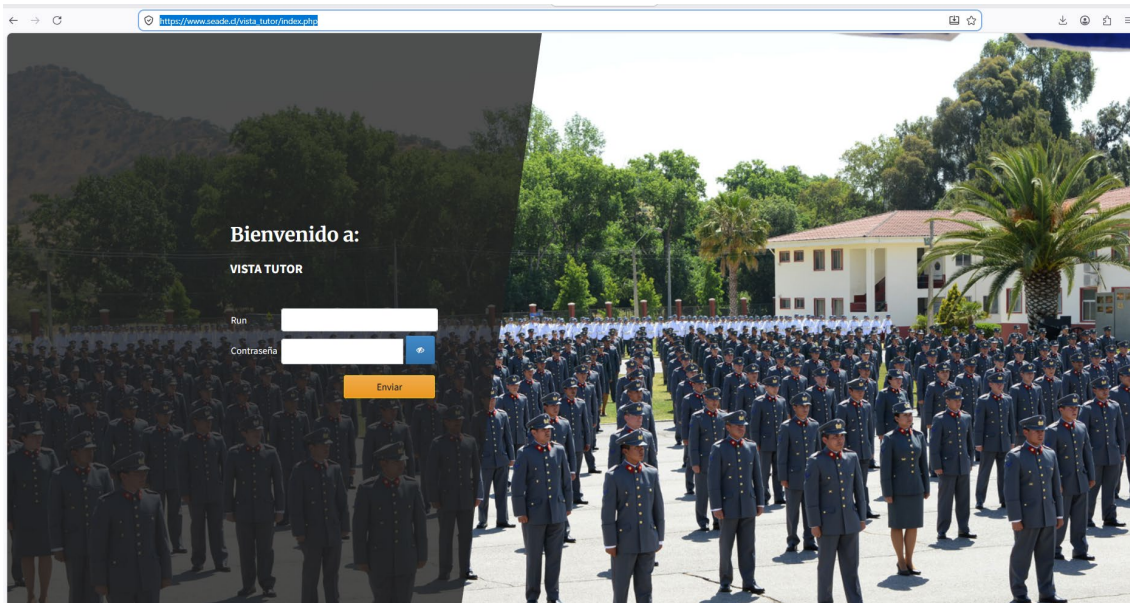 https://www.seade.cl/vista_tutor/index.php
Bienvenido a:
VISTA TUTOR
Run
Contraseña
Enviar